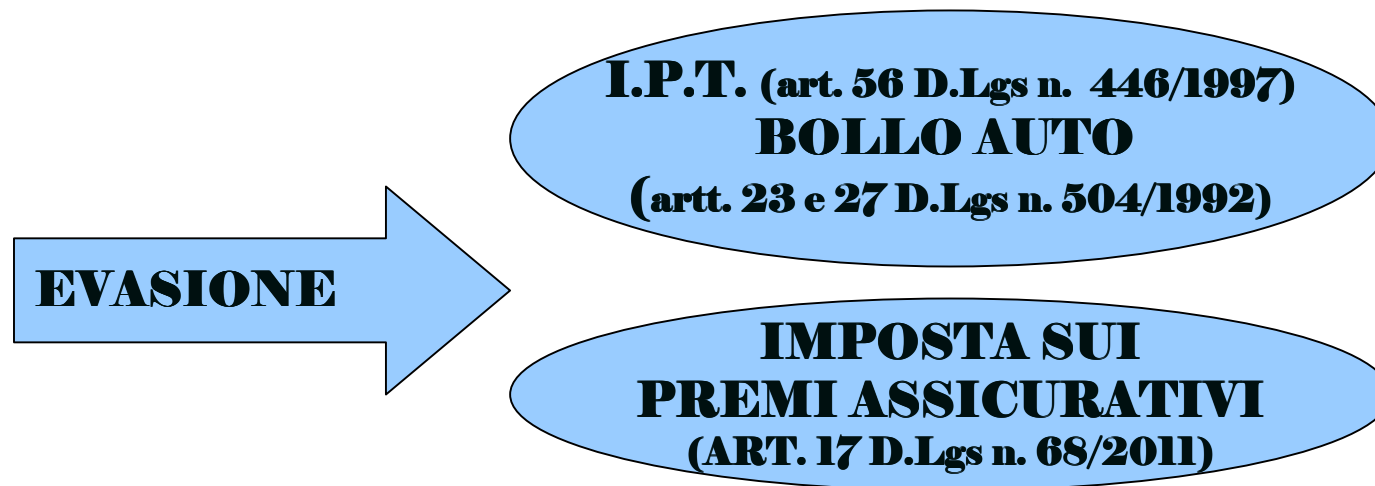 EVASIONE
I.P.T. (art. 56 D.Lgs n.  446/1997)
BOLLO AUTO
(artt. 23 e 27 D.Lgs n. 504/1992)
IMPOSTA SUI
PREMI ASSICURATIVI
(ART. 17 D.Lgs n. 68/2011)